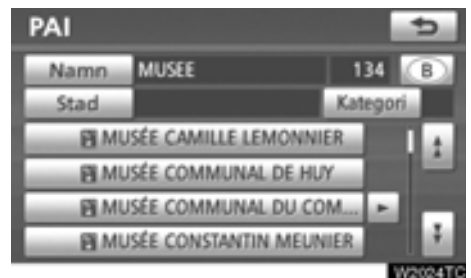 PAI
Namn MUSEE 134 B
Stad Kategori
MUSÉE CAMILLE LEMONNIER
MUSÉE COMMUNAL DE HUY
MUSÉE COMMUNAL DU COM....
MUSÉE CONSTANTIN MEUNIER
W2024TC